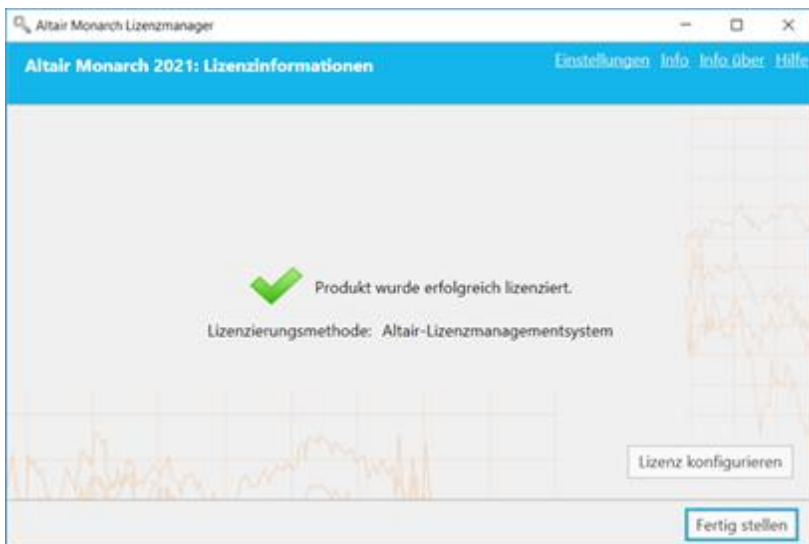 Altair Monarch Lizenzmanager
Altair Monarch 2021: Lizenzinformationen
Einstellungen Info Info über Hilfe
Produkt wurde erfolgreich lizenziert.
Lizenzierungsmethode: Altair-Lizenzmanagementsystem
Lizenz konfigurieren
Fertig stellen